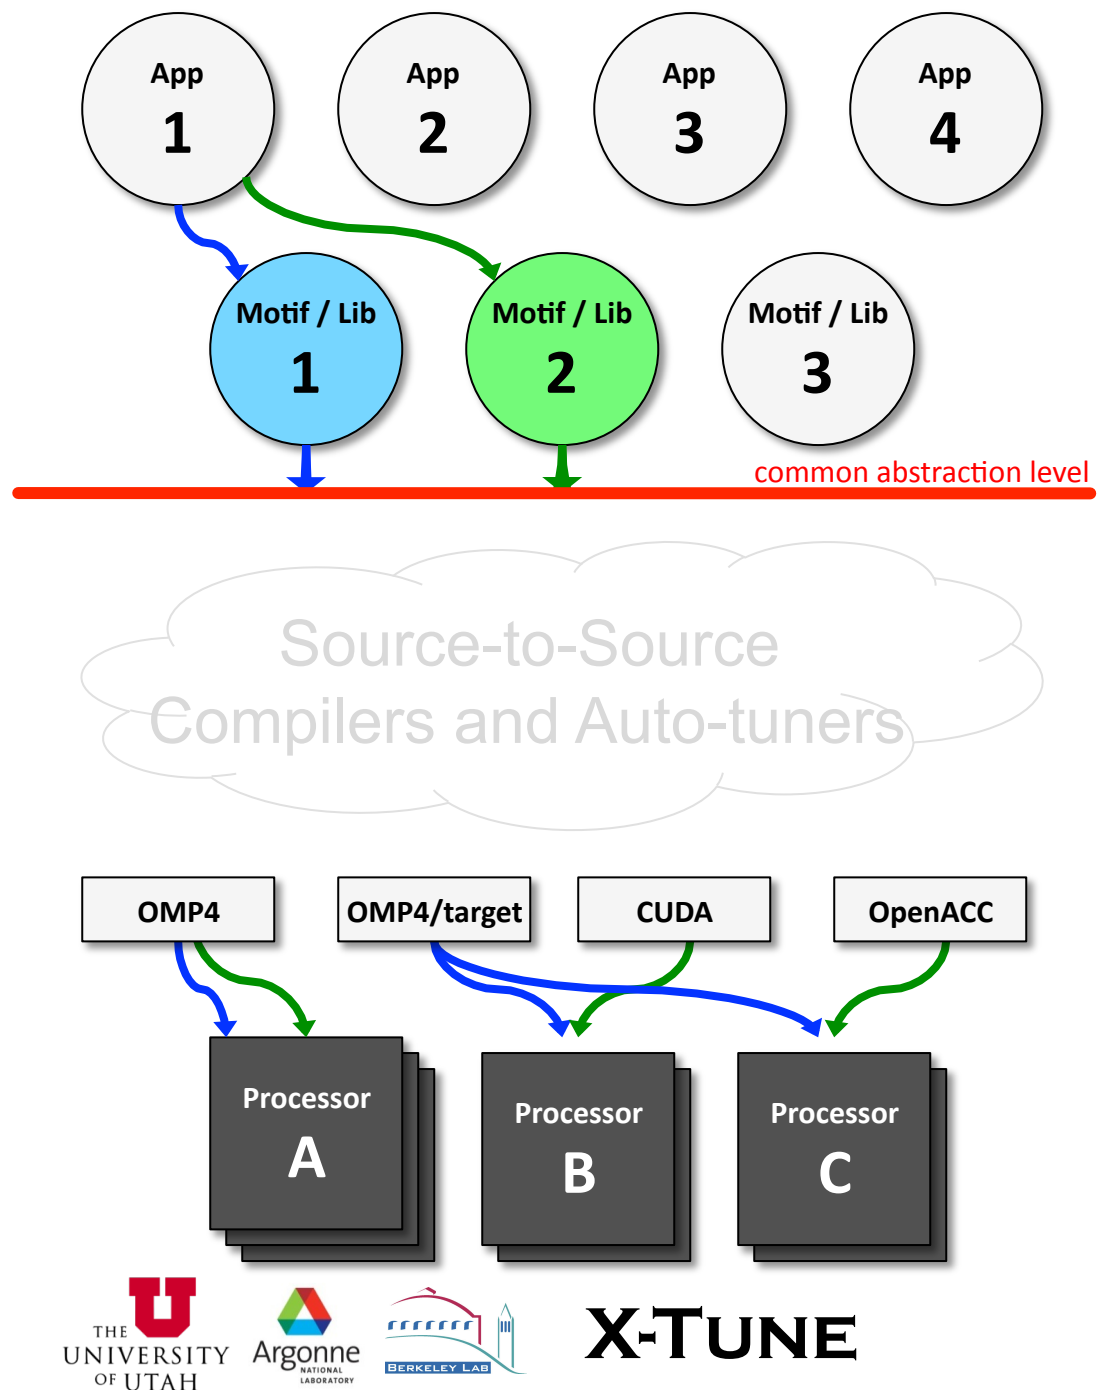 App
1
App
2
App
3
App
4
Motif / Lib
1
Motif / Lib
2
Motif / Lib
3
common abstraction level
Source-to-Source
Compilers and Auto-tuners
OMP4
OMP4/target
CUDA
OpenACC
Processor
A
Processor
B
Processor
C
THE
UNIVERSITY
OF UTAH
Argonne
NATIONAL
LABORATORY
BERKELEY LAB
X-TUNE